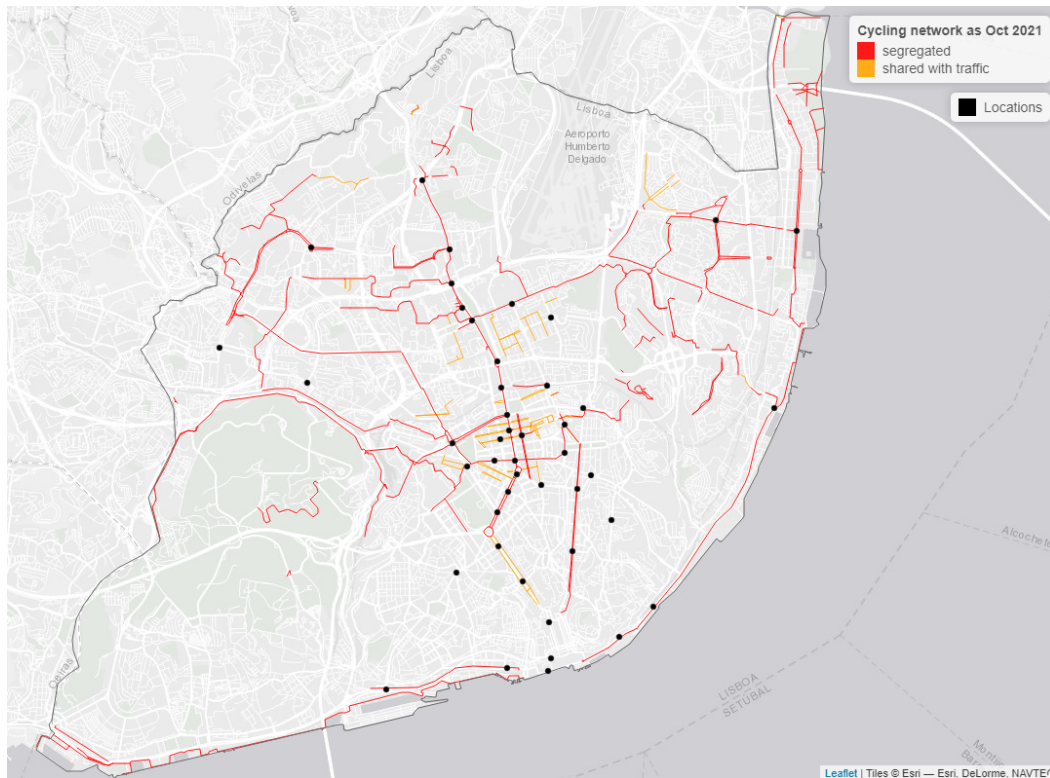 Cycling network as Oct 2021
segregated
shared with traffic
Locations
Lisboa
Lisboa
Aeroporto
Humberto
Delgado
Odivelas
Oeiras
LISBOA
SETÚBAL
Leaflet | Tiles © Esri — Esri, DeLorme, NAVTEQ